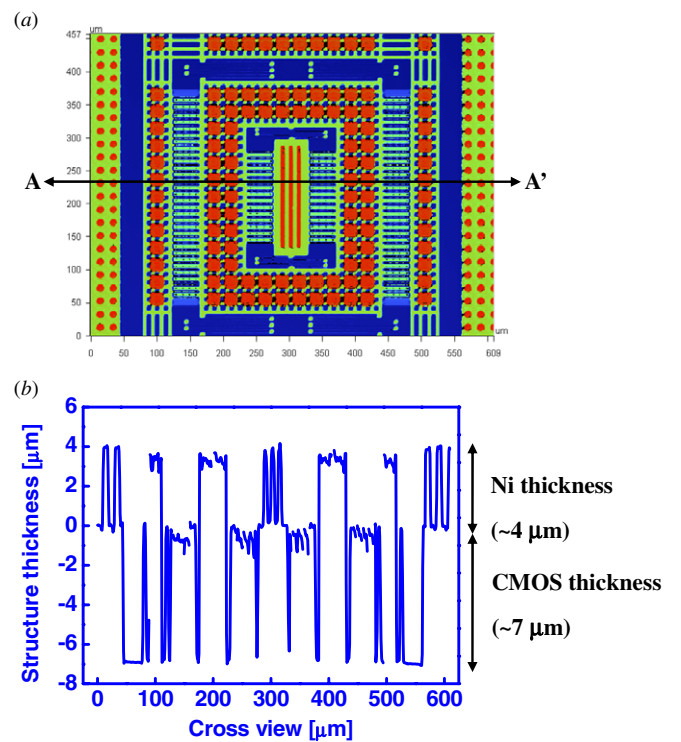 (a)
µm
457
400
350
300
250
200
150
100
50
0
A
A'
µm
0 50 100 150 200 250 300 350 400 450 500 550 609
(b)
Structure thickness [µm]
6
4
2
0
-2
-4
-6
-8
0 100 200 300 400 500 600
Cross view [µm]
Ni thickness
(~4 µm)
CMOS thickness
(~7 µm)